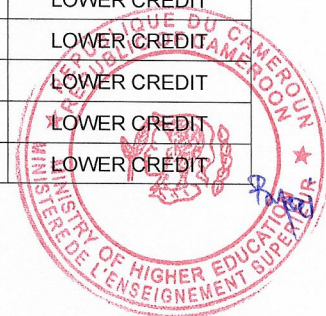 LOWER CREDIT
LOWER CREDIT
LOWER CREDIT
LOWER CREDIT
LOWER CREDIT
REPUBLIQUE DU CAMEROUN
REPUBLIC OF CAMEROON
MINISTRY OF HIGHER EDUCATION
MINISTERE DE L'ENSEIGNEMENT SUPERIEUR